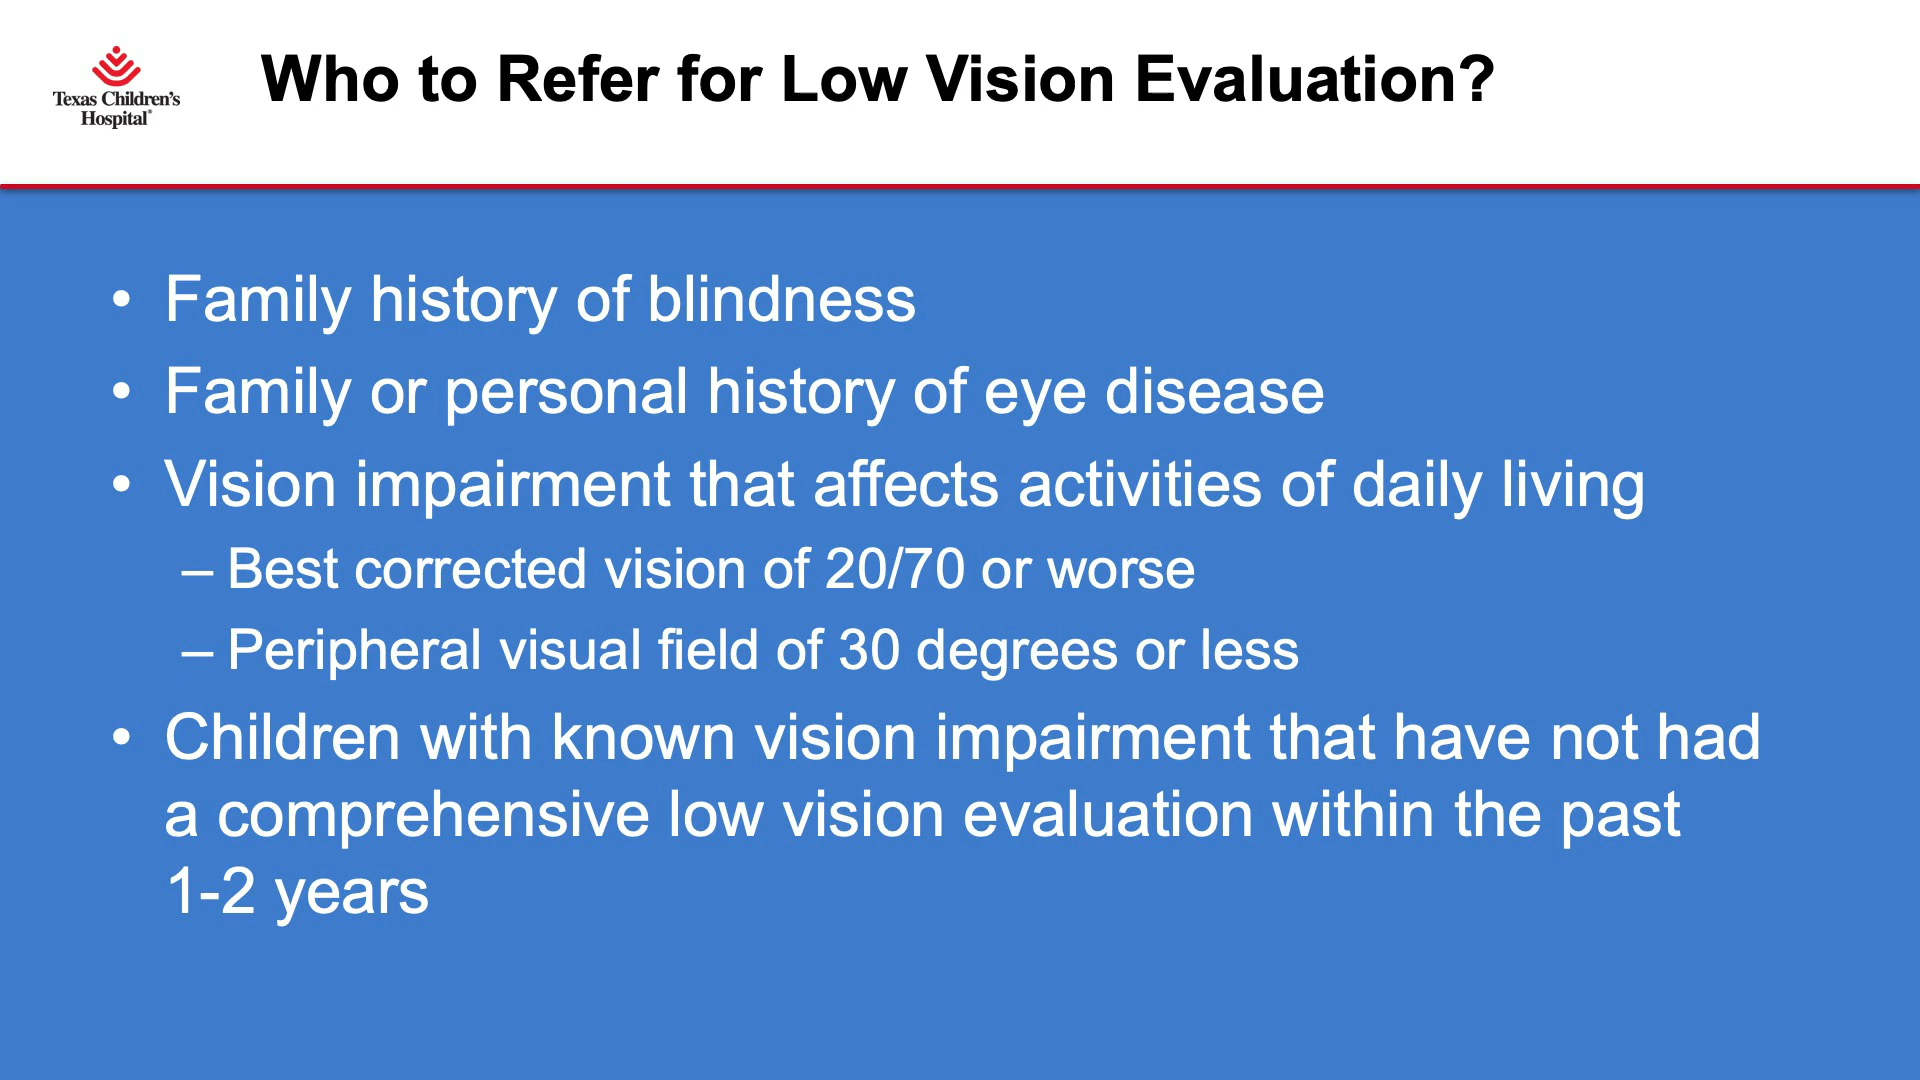 Texas Children's
Hospital®
Who to Refer for Low Vision Evaluation?
• Family history of blindness
• Family or personal history of eye disease
• Vision impairment that affects activities of daily living
– Best corrected vision of 20/70 or worse
– Peripheral visual field of 30 degrees or less
• Children with known vision impairment that have not had
a comprehensive low vision evaluation within the past
1-2 years